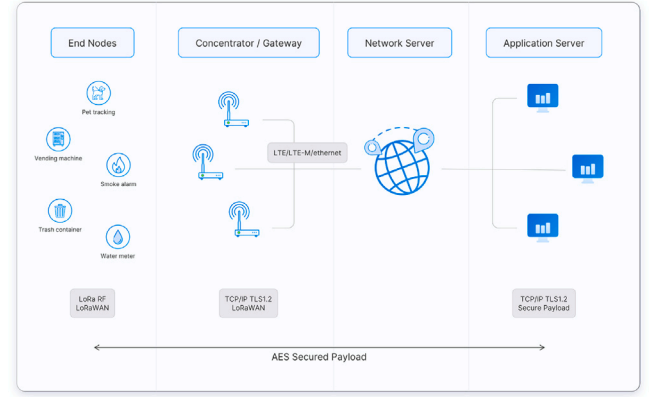 End Nodes
Concentrator / Gateway
Network Server
Application Server
Pet tracking
Vending machine
Smoke alarm
Trash container
Water meter
LTE/LTE-M/ethernet
LoRa RF
LoRaWAN
TCP/IP TLS1.2
LoRaWAN
TCP/IP TLS1.2
Secure Payload
AES Secured Payload